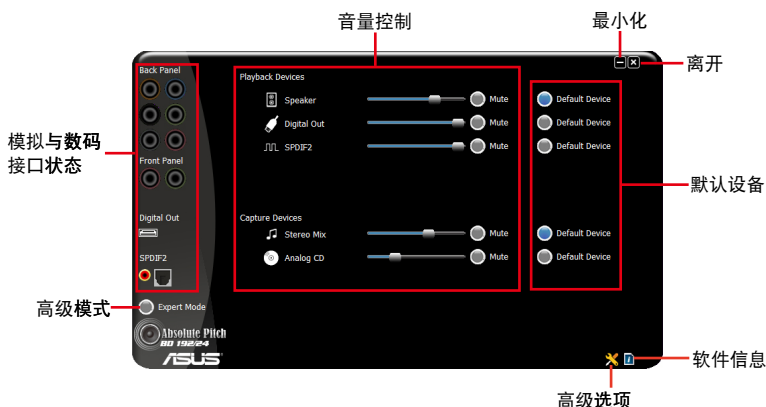 音量控制
最小化
离开
Back Panel
Playback Devices
Speaker
Mute
Default Device
Digital Out
Mute
Default Device
SPDIF2
Mute
Default Device
模拟与数码
接口状态
Front Panel
默认设备
Digital Out
Capture Devices
Stereo Mix
Mute
Default Device
SPDIF2
Analog CD
Mute
Default Device
高级模式
Expert Mode
Absolute Pitch
BD 192/24
ASUS
软件信息
高级选项